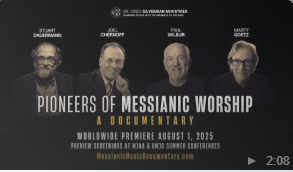 DR. GREG SILVERMAN MINISTRIES
STUART
DAUERMANN
JOEL
CHERNOFF
PAUL
WILBUR
MARTY
GOETZ
PIONEERS OF MESSIANIC WORSHIP
A DOCUMENTARY
WORLDWIDE PREMIERE AUGUST 1, 2025
PREVIEW SCREENINGS AT MJAA & UMJC SUMMER CONFERENCES
MessianicMusicDocumentary.com
2:08